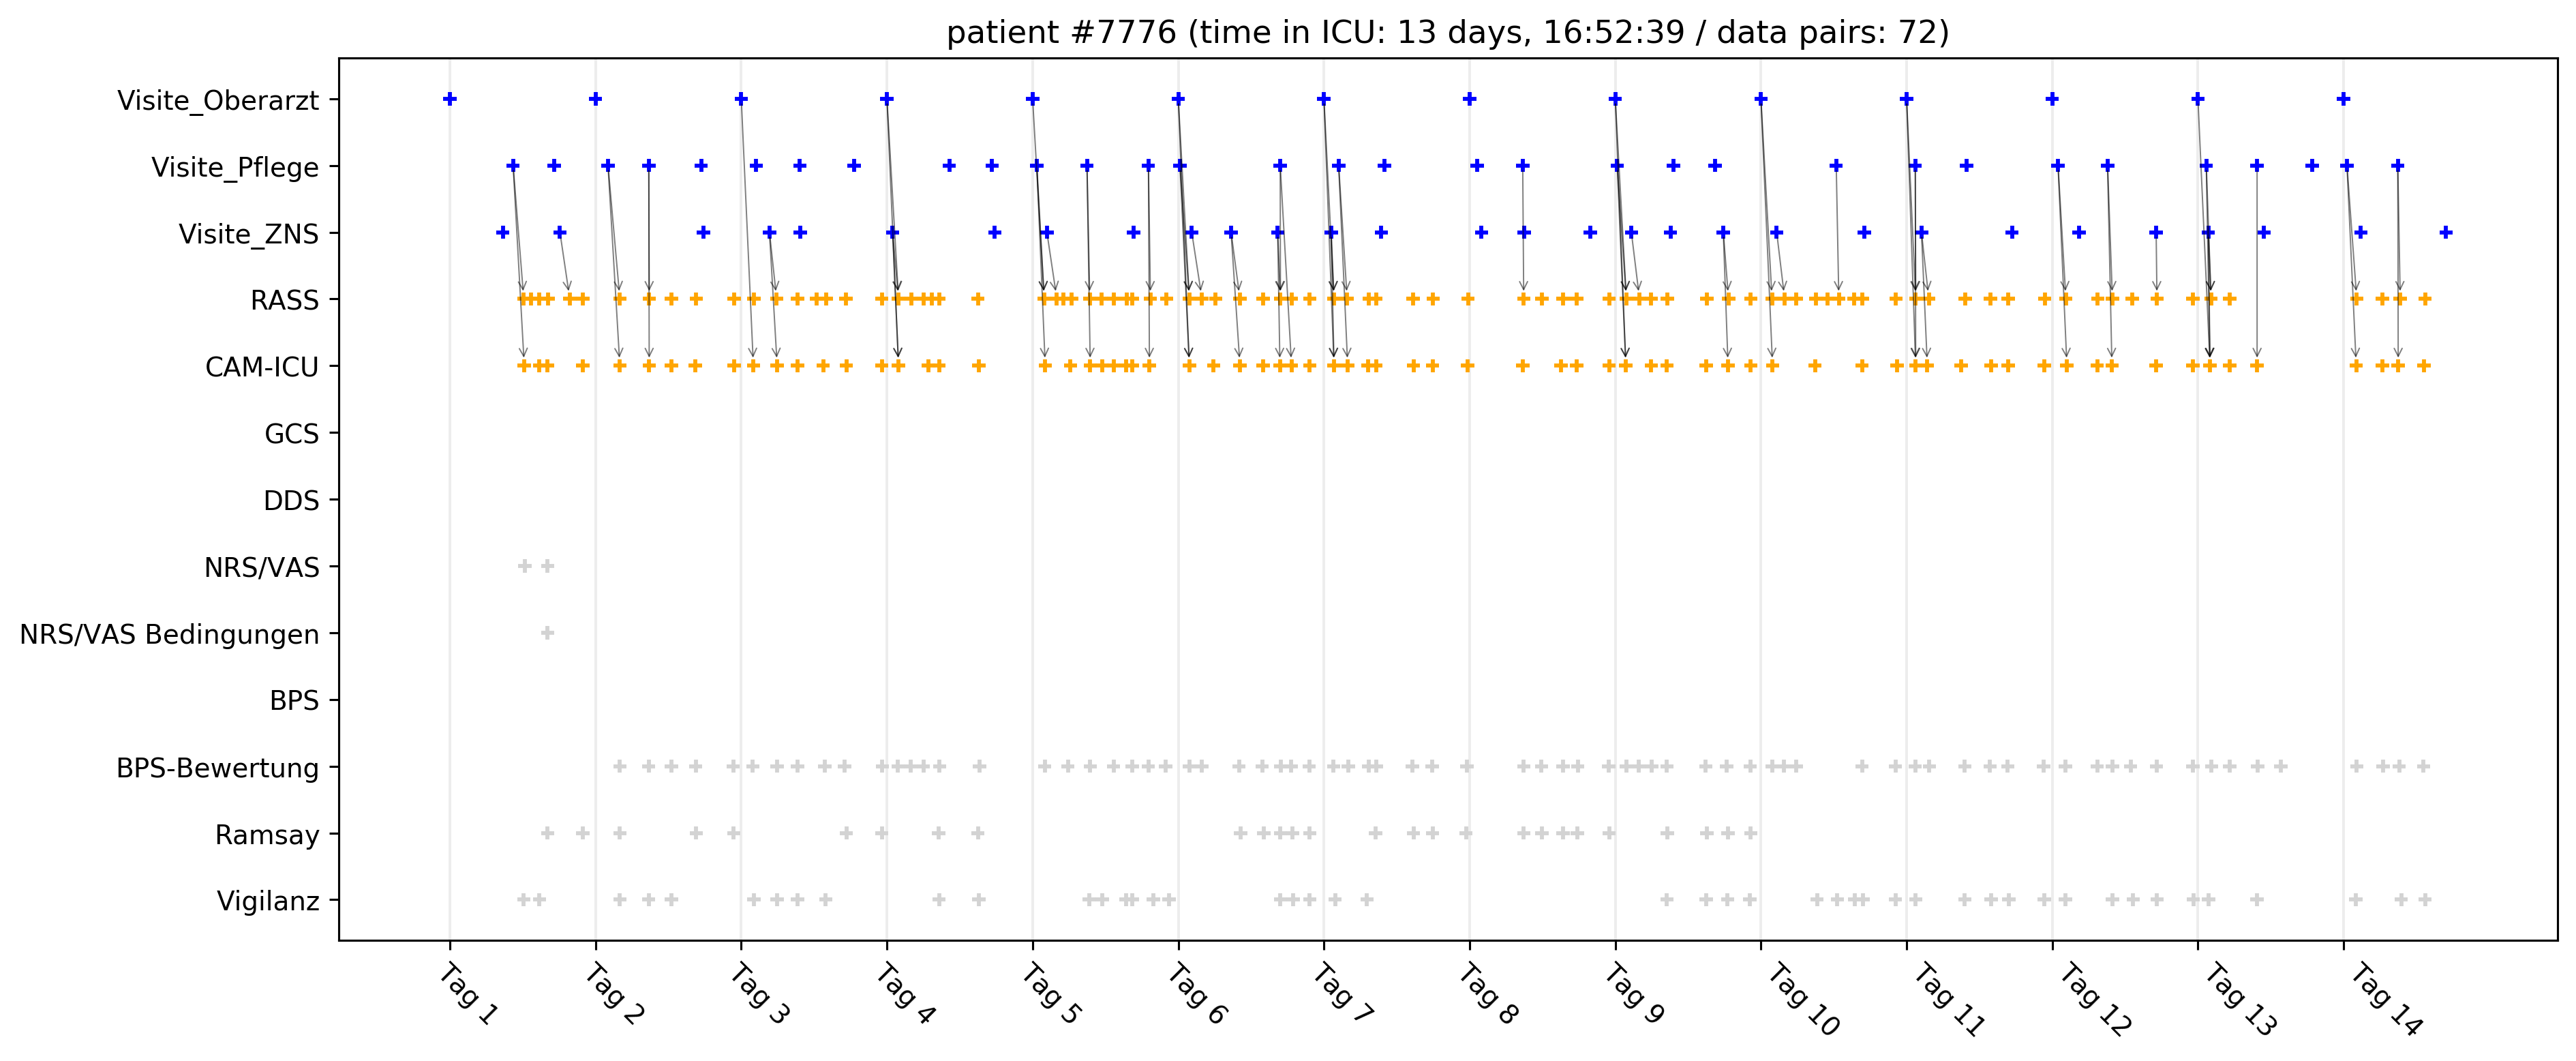 patient #7776 (time in ICU: 13 days, 16:52:39 / data pairs: 72)
Visite_Oberarzt
Visite_Pflege
Visite_ZNS
RASS
CAM-ICU
GCS
DDS
NRS/VAS
NRS/VAS Bedingungen
BPS
BPS-Bewertung
Ramsay
Vigilanz
Tag 1
Tag 2
Tag 3
Tag 4
Tag 5
Tag 6
Tag 7
Tag 8
Tag 9
Tag 10
Tag 11
Tag 12
Tag 13
Tag 14